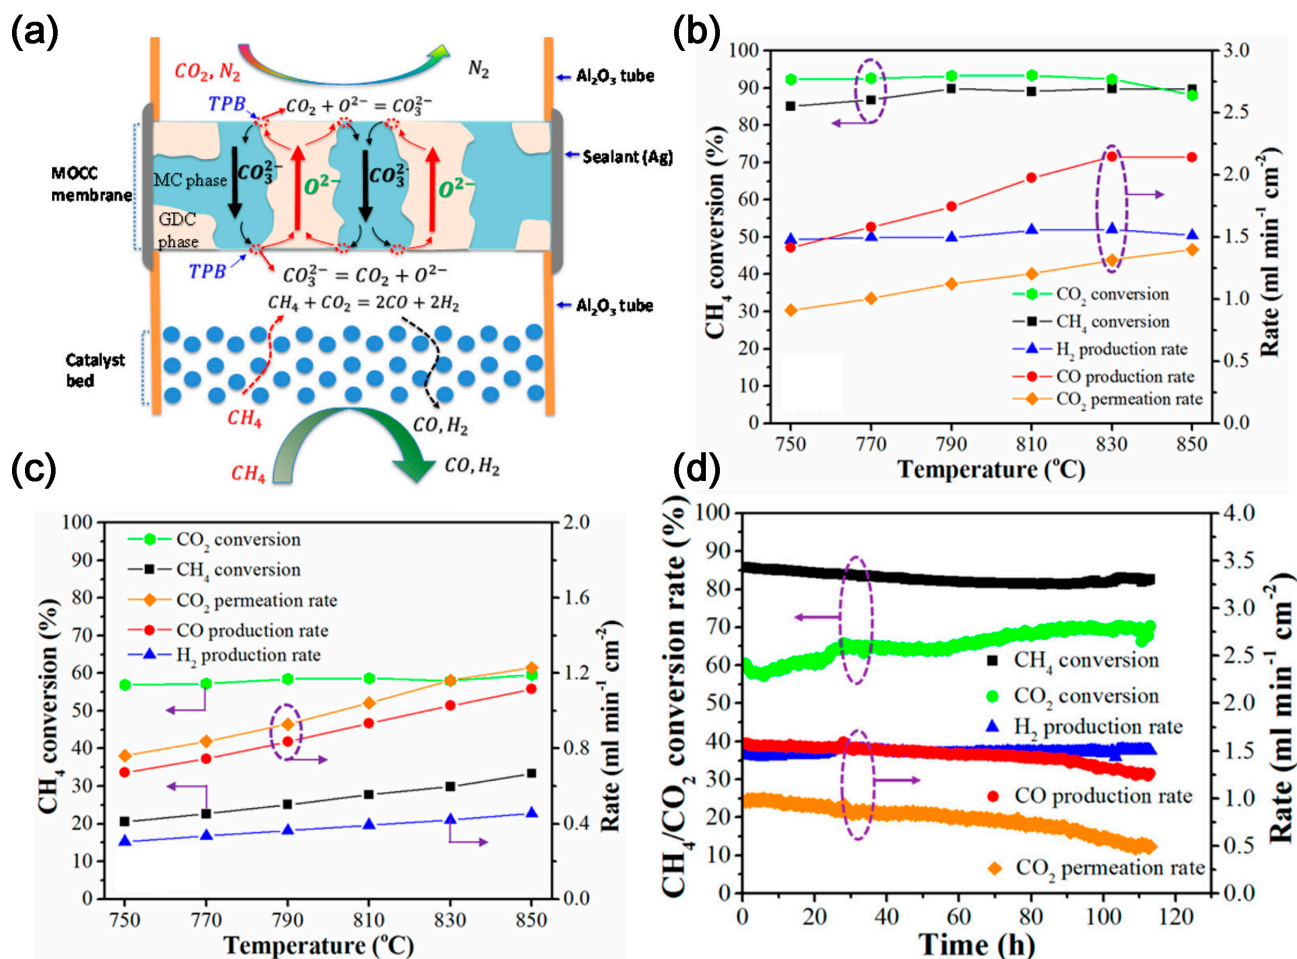 (a)
CO₂, N₂
N₂
Al₂O₃ tube
TPB
CO₂ + O²⁻ = CO₃²⁻
Sealant (Ag)
MOCC
membrane
MC phase
CO₃²⁻
O²⁻
CO₃²⁻
O²⁻
GDC
phase
TPB
CO₃²⁻ = CO₂ + O²⁻
CH₄ + CO₂ = 2CO + 2H₂
Al₂O₃ tube
Catalyst
bed
CH₄
CO, H₂
CH₄
CO, H₂
(b)
CH₄ conversion (%)
100
90
80
70
60
50
40
30
20
10
0
3.0
2.5
2.0
1.5
1.0
0.5
0.0
Rate (ml min⁻¹ cm⁻²)
CO₂ conversion
CH₄ conversion
H₂ production rate
CO production rate
CO₂ permeation rate
750 770 790 810 830 850
Temperature (°C)
(c)
CH₄ conversion (%)
100
90
80
70
60
50
40
30
20
10
0
2.0
1.6
1.2
0.8
0.4
0.0
Rate (ml min⁻¹ cm⁻²)
CO₂ conversion
CH₄ conversion
CO₂ permeation rate
CO production rate
H₂ production rate
750 770 790 810 830 850
Temperature (°C)
(d)
CH₄/CO₂ conversion rate (%)
100
90
80
70
60
50
40
30
20
10
0
4.0
3.5
3.0
2.5
2.0
1.5
1.0
0.5
0.0
Rate (ml min⁻¹ cm⁻²)
CH₄ conversion
CO₂ conversion
H₂ production rate
CO production rate
CO₂ permeation rate
0 20 40 60 80 100 120
Time (h)